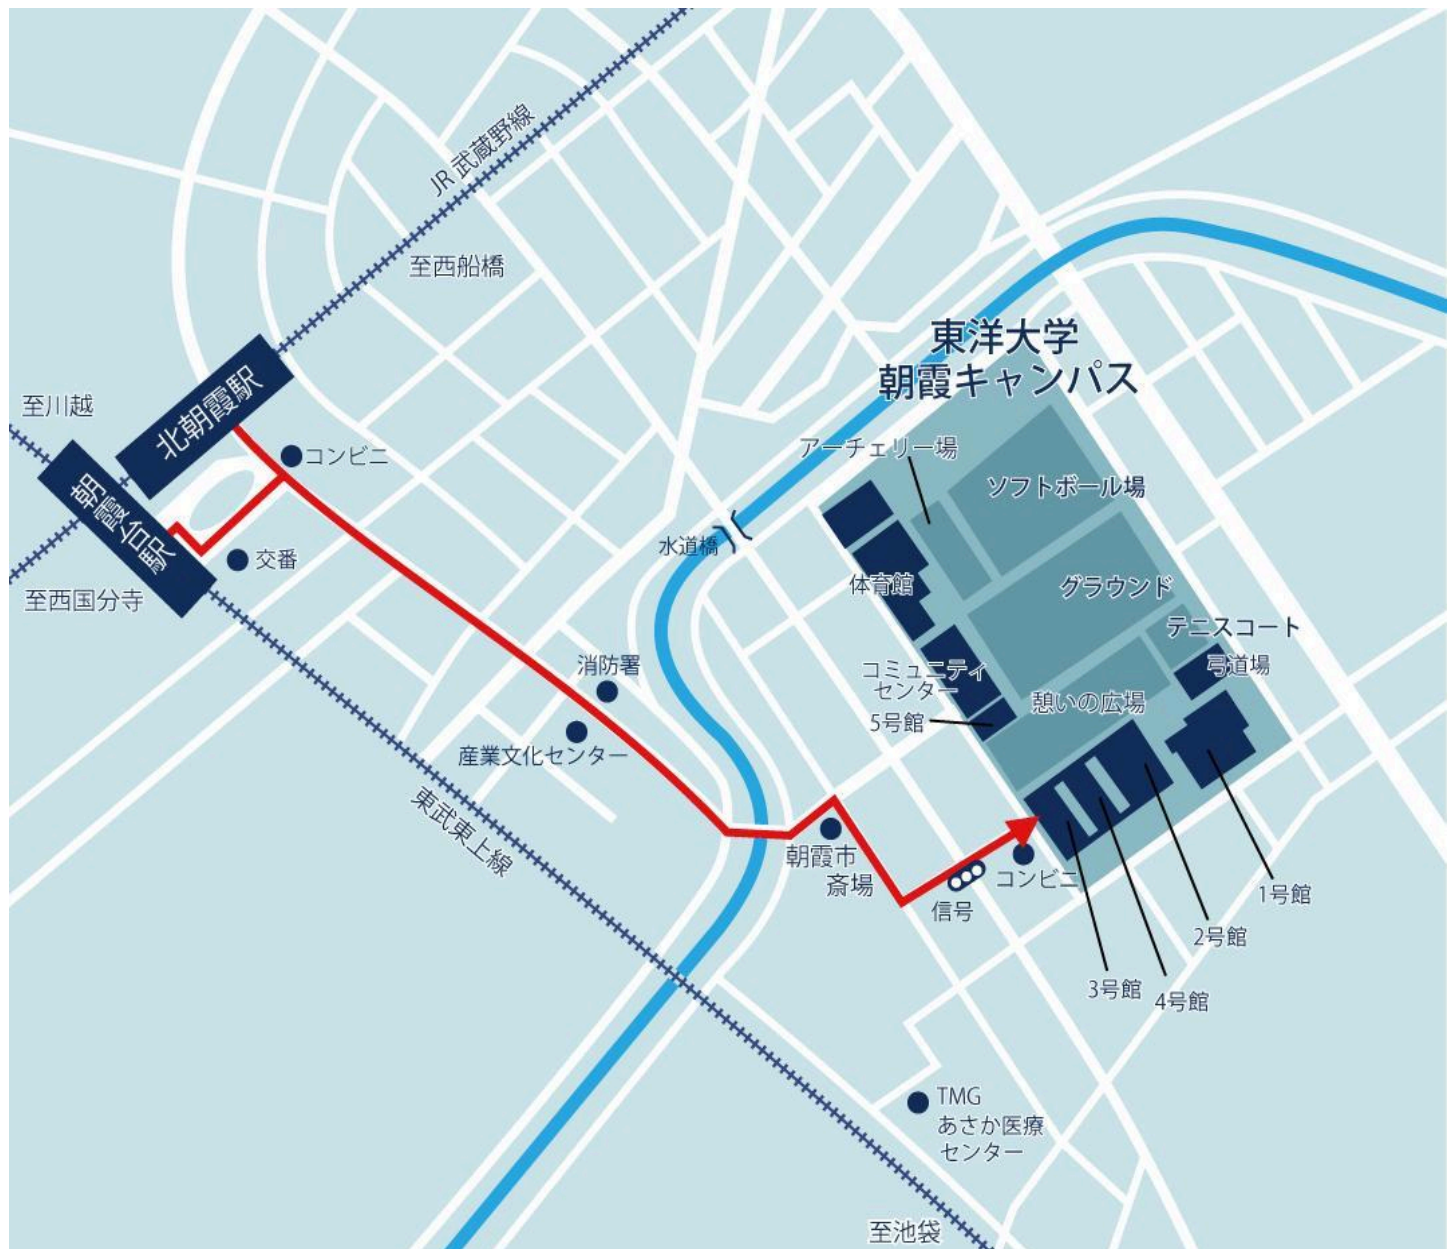 JR 武蔵野線
至西船橋
東洋大学
朝霞キャンパス
北朝霞駅
至川越
コンビニ
アーチェリー場
ソフトボール場
朝霞台駅
水道橋
交番
体育館
グラウンド
至西国分寺
テニスコート
弓道場
消防署
コミュニティ
センター
憩いの広場
5号館
産業文化センター
東武東上線
朝霞市
斎場
コンビニ
信号
1号館
2号館
3号館
4号館
TMG
あさか医療
センター
至池袋